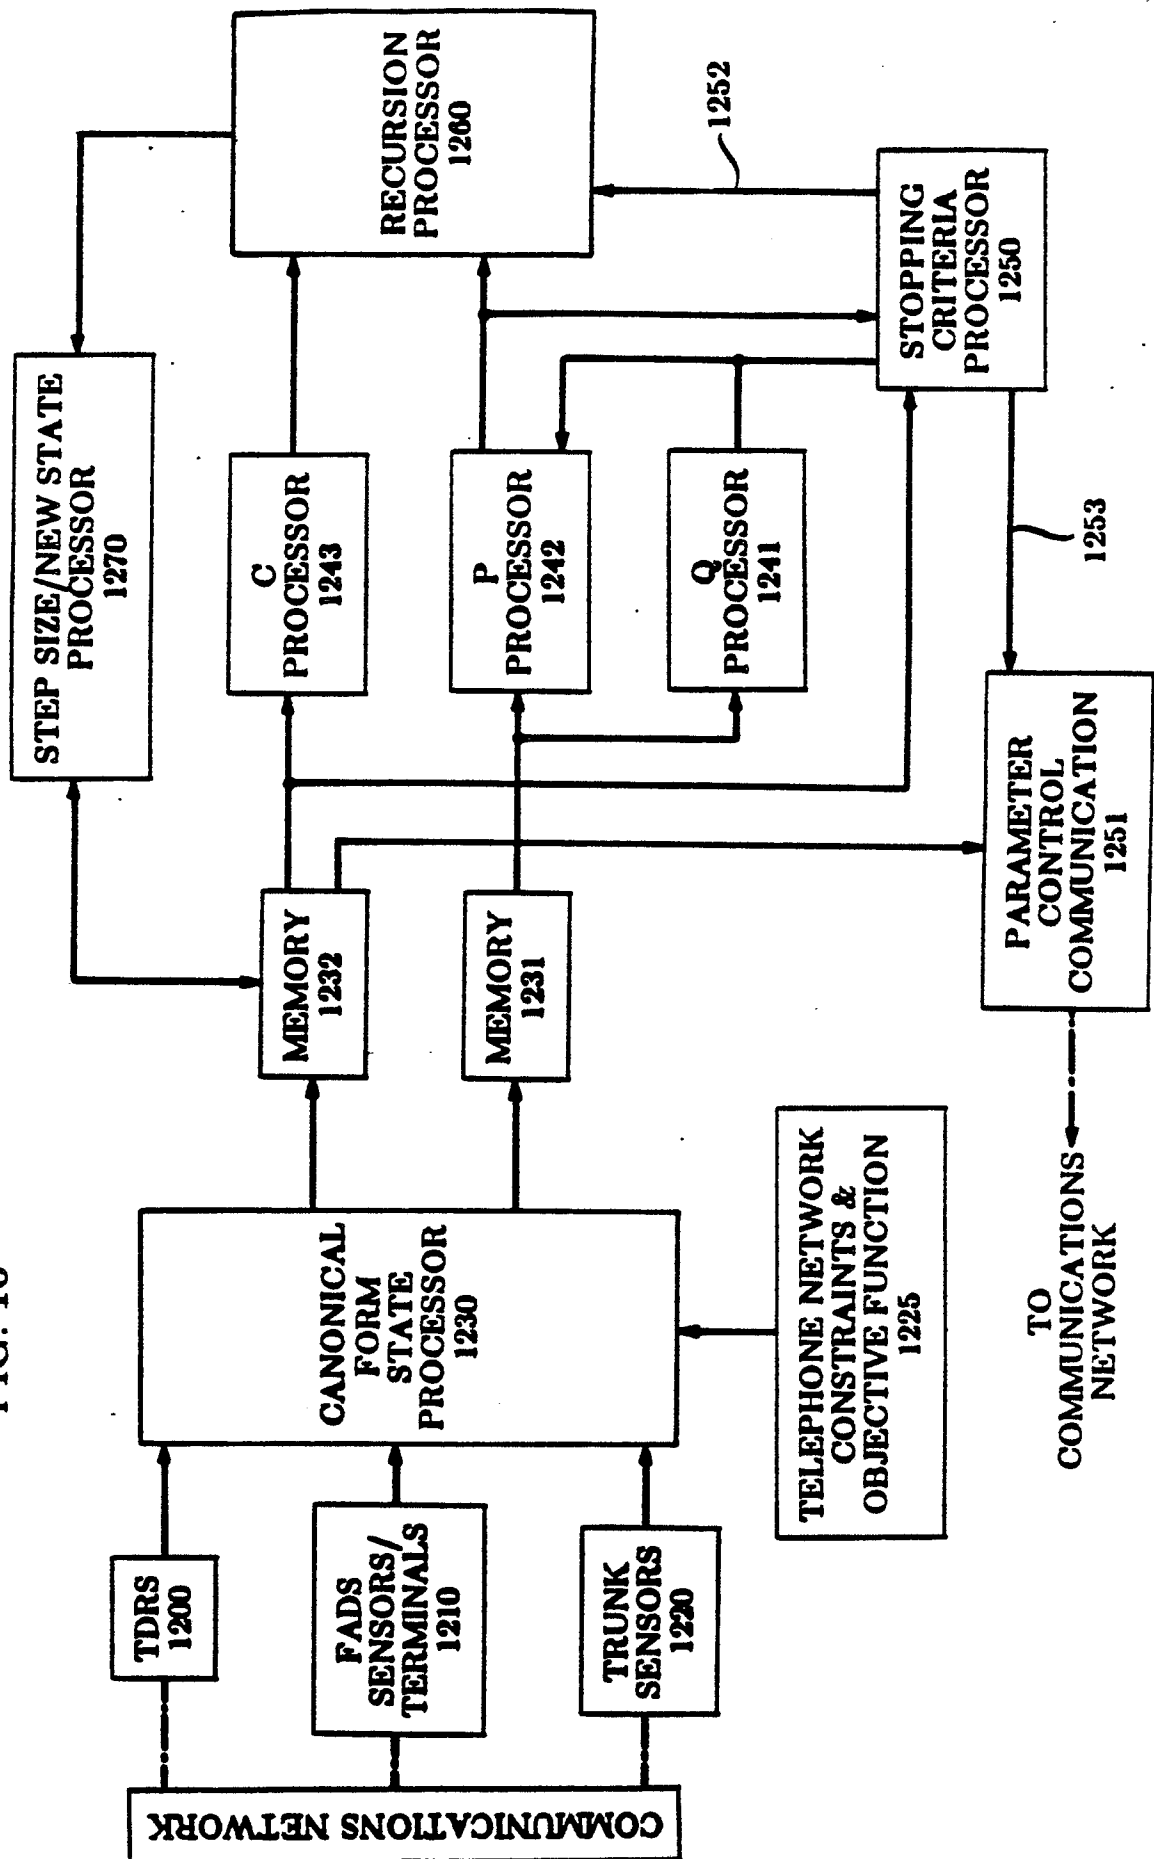 FIG.
COMMUNICATIONS NETWORK
TDRS
1200
FADS
SENSORS/
TERMINALS
1210
TRUNK
SENSORS
1220
CANONICAL
FORM
STATE
PROCESSOR
1230
TELEPHONE NETWORK
CONSTRAINTS &
OBJECTIVE FUNCTION
1225
MEMORY
1232
MEMORY
1231
STEP SIZE/NEW STATE
PROCESSOR
1270
C
PROCESSOR
1243
P
PROCESSOR
1242
Q
PROCESSOR
1241
RECURSION
PROCESSOR
1260
1252
STOPPING
CRITERIA
PROCESSOR
1250
1253
PARAMETER
CONTROL
COMMUNICATION
1251
TO
COMMUNICATIONS
NETWORK